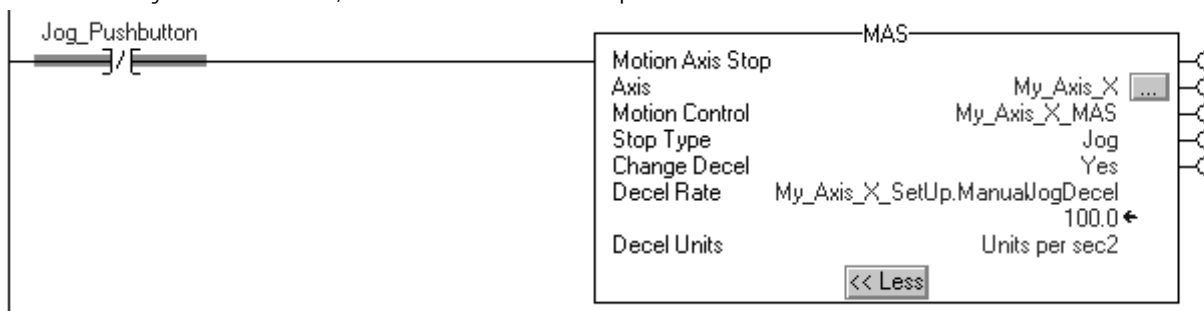 Jog_Pushbutton
MAS
Motion Axis Stop
Axis My_Axis_X ...
Motion Control My_Axis_X_MAS
Stop Type Jog
Change Decel Yes
Decel Rate My_Axis_X_SetUp.ManualJogDecel
100.0
Decel Units Units per sec2
<< Less